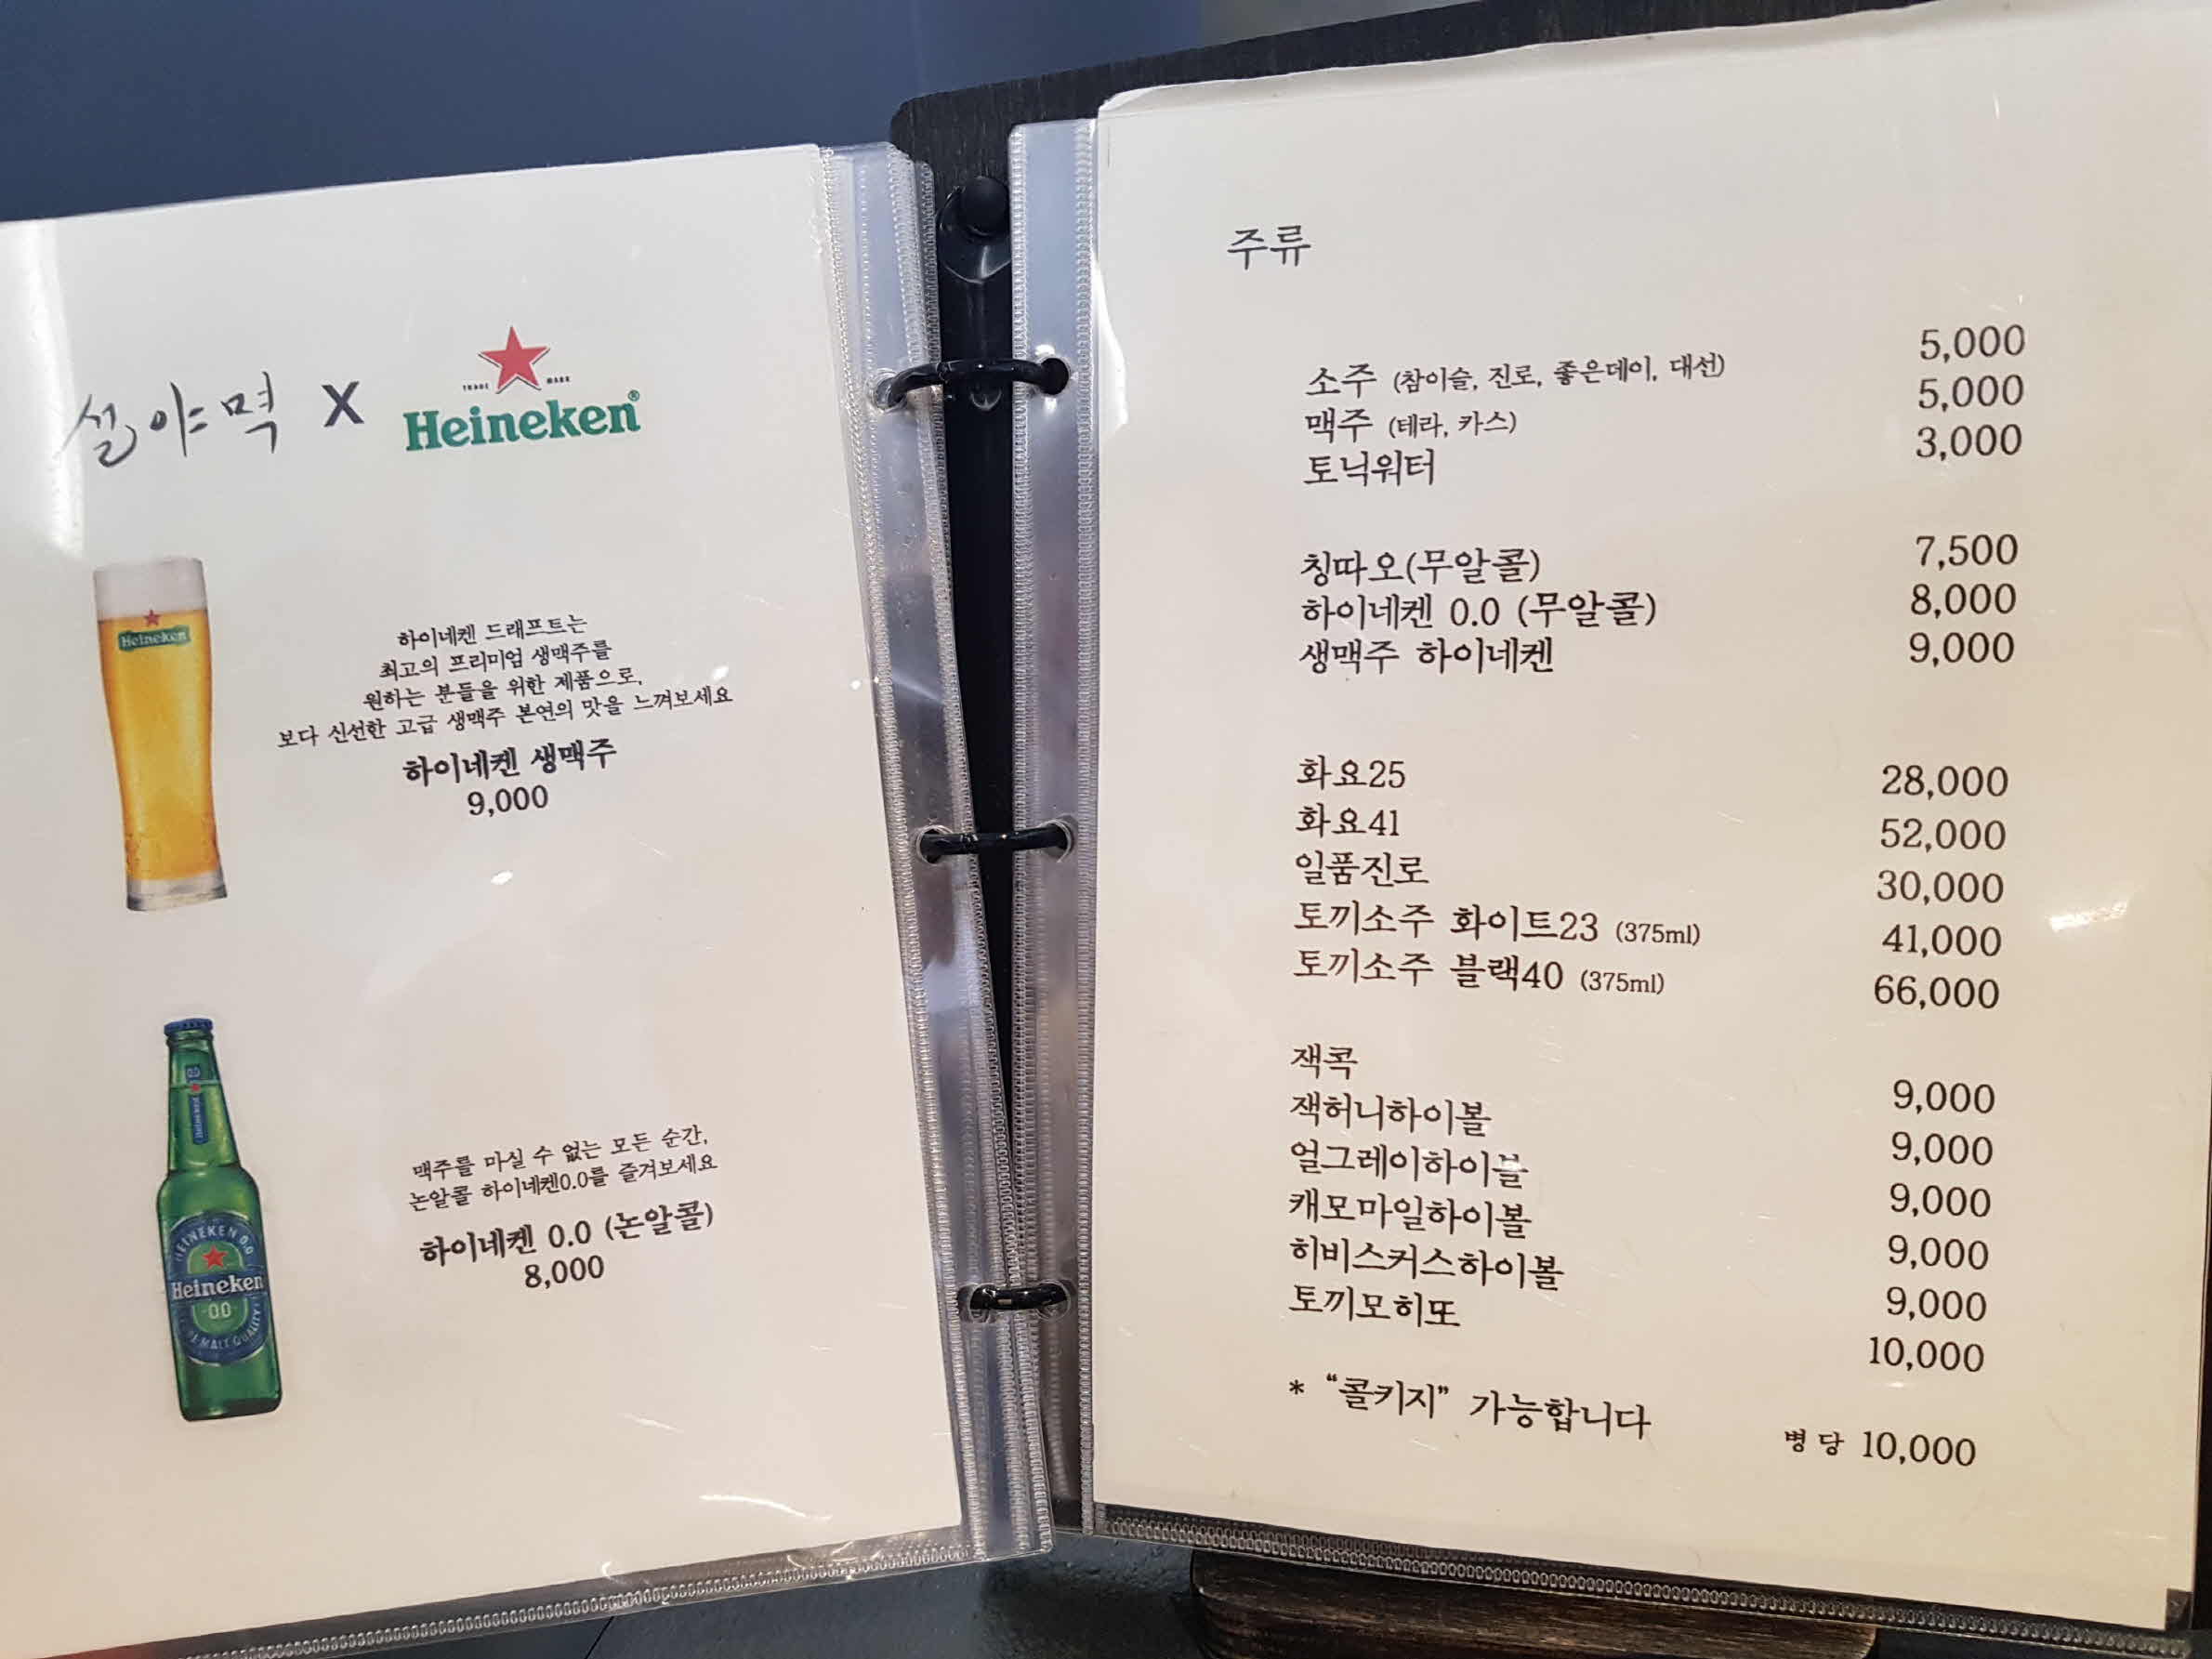 설야멱 X Heineken®
TRADE MARK
Heineken
하이네켄 드래프트는
최고의 프리미엄 생맥주를
원하는 분들을 위한 제품으로,
보다 신선한 고급 생맥주 본연의 맛을 느껴보세요
하이네켄 생맥주
9,000
맥주를 마실 수 없는 모든 순간,
논알콜 하이네켄0.0를 즐겨보세요
하이네켄 0.0 (논알콜)
8,000
HEINEKEN 0.0
Heineken
0.0
MALT QUALITY
주류
소주 (참이슬, 진로, 좋은데이, 대선) 5,000
맥주 (테라, 카스) 5,000
토닉워터 3,000
칭따오(무알콜) 7,500
하이네켄 0.0 (무알콜) 8,000
생맥주 하이네켄 9,000
화요25 28,000
화요41 52,000
일품진로 30,000
토끼소주 화이트23 (375ml) 41,000
토끼소주 블랙40 (375ml) 66,000
잭콕 9,000
잭허니하이볼 9,000
얼그레이하이볼 9,000
캐모마일하이볼 9,000
히비스커스하이볼 9,000
토끼모히또 10,000
* “콜키지” 가능합니다 병당 10,000